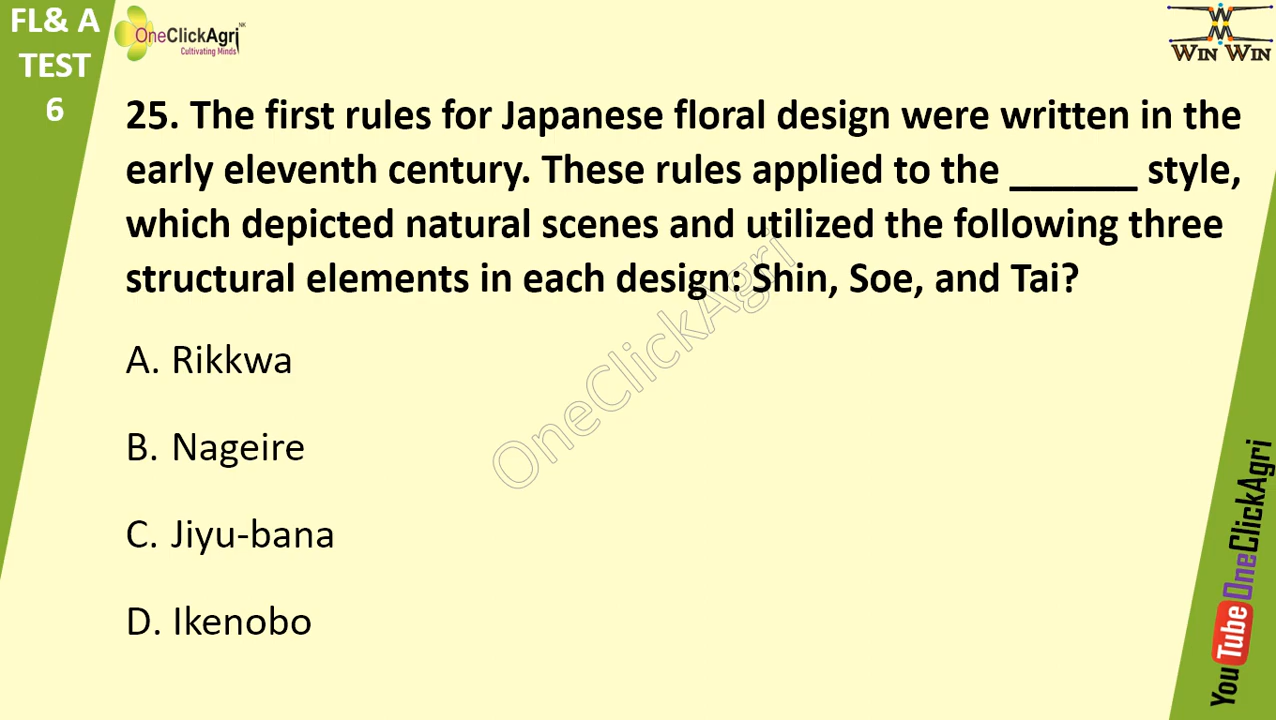 FL& A
TEST
6
OneClickAgri NK
Cultivating Minds
WIN WIN
25. The first rules for Japanese floral design were written in the
early eleventh century. These rules applied to the ______ style,
which depicted natural scenes and utilized the following three
structural elements in each design: Shin, Soe, and Tai?
A. Rikkwa
B. Nageire
C. Jiyu-bana
D. Ikenobo
OneClickAgri
YouTube OneClickAgri